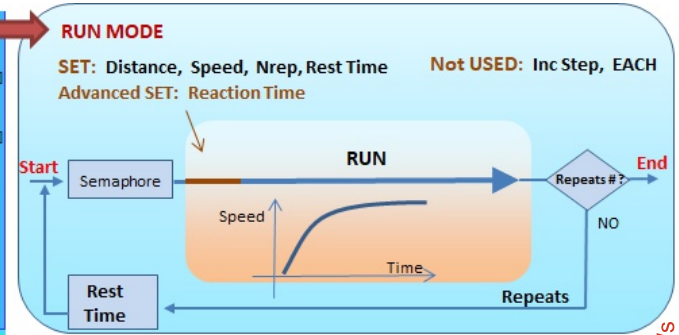 RUN MODE
SET: Distance, Speed, Nrep, Rest Time
Not USED: Inc Step, EACH
Advanced SET: Reaction Time
Start
Semaphore
RUN
Repeats # ?
End
NO
Speed
Time
Rest
Time
Repeats